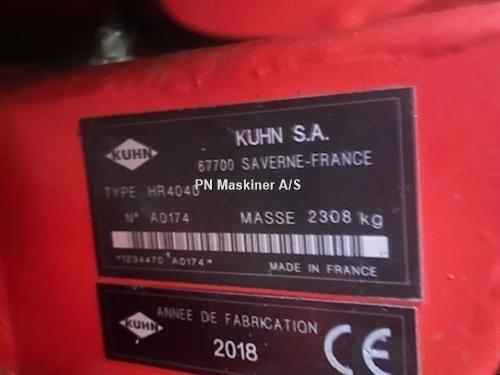 KUHN
KUHN S.A.
67700 SAVERNE-FRANCE
PN Maskiner A/S
TYPE HR4040
N° A0174 MASSE 2308 kg
"1234470*A0174"
MADE IN FRANCE
KUHN
ANNEE DE FABRICATION
2018
CE